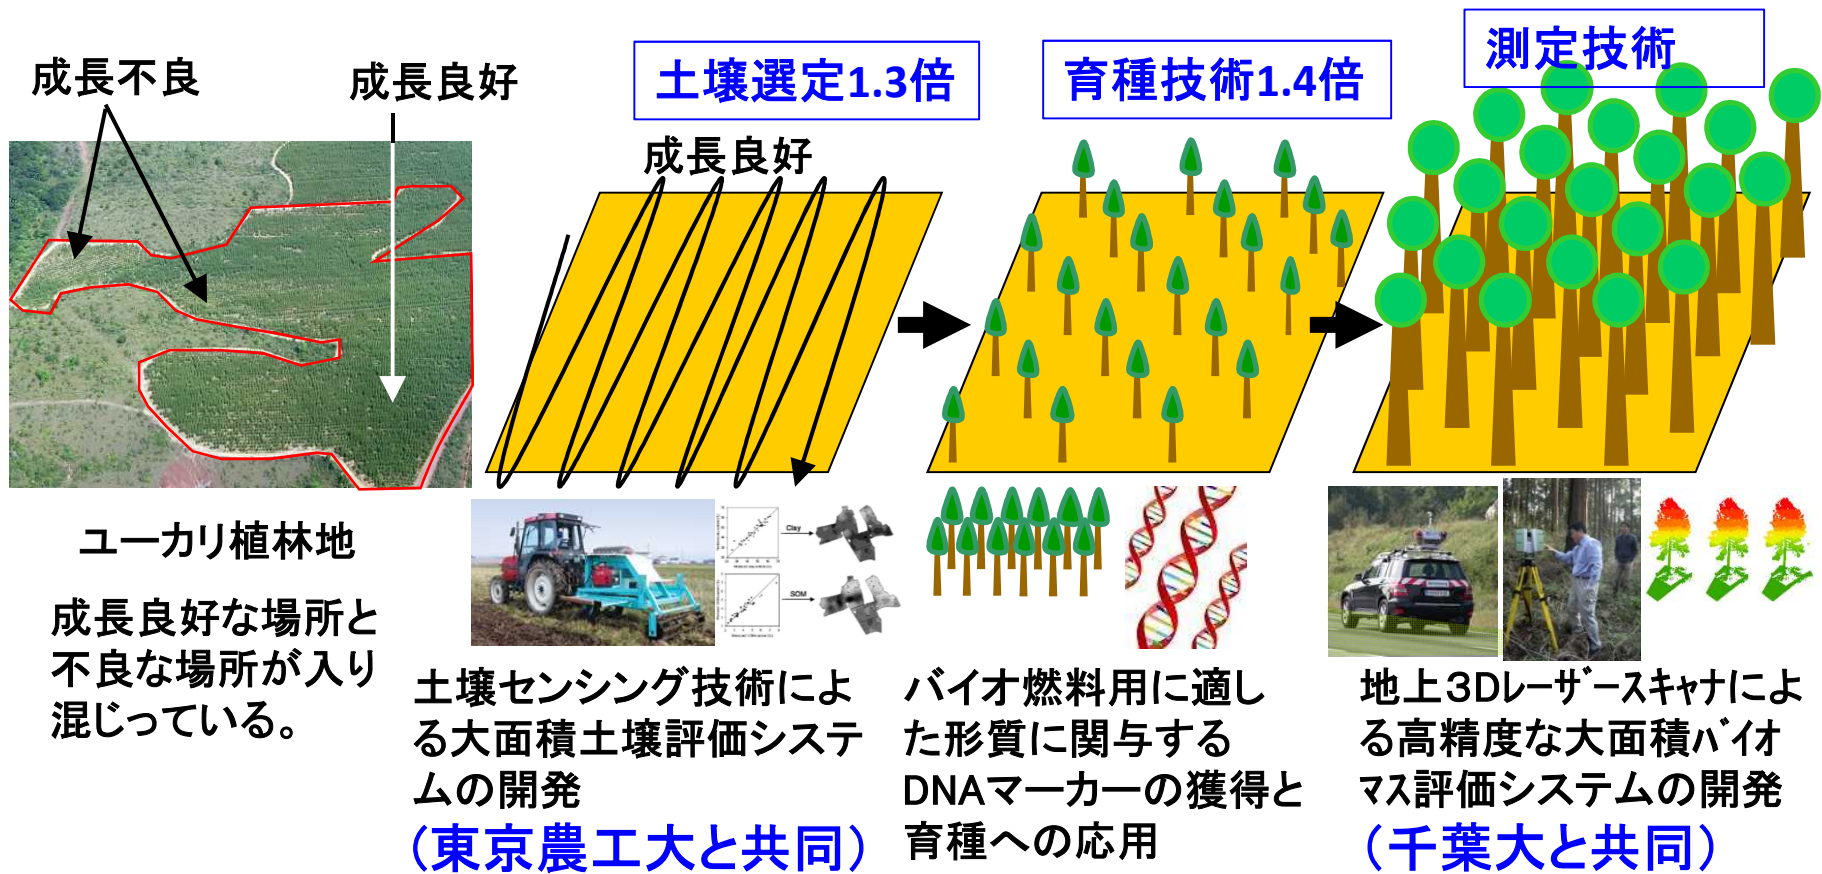 成長不良
成長良好
土壌選定1.3倍
育種技術1.4倍
測定技術
成長良好
Clay
SOM
ユーカリ植林地
成長良好な場所と
不良な場所が入り
混じっている。
土壌センシング技術によ
る大面積土壌評価システ
ムの開発
(東京農工大と共同)
バイオ燃料用に適し
た形質に関与する
DNAマーカーの獲得と
育種への応用
地上3Dレーザースキャナによ
る高精度な大面積バイオ
マス評価システムの開発
(千葉大と共同)